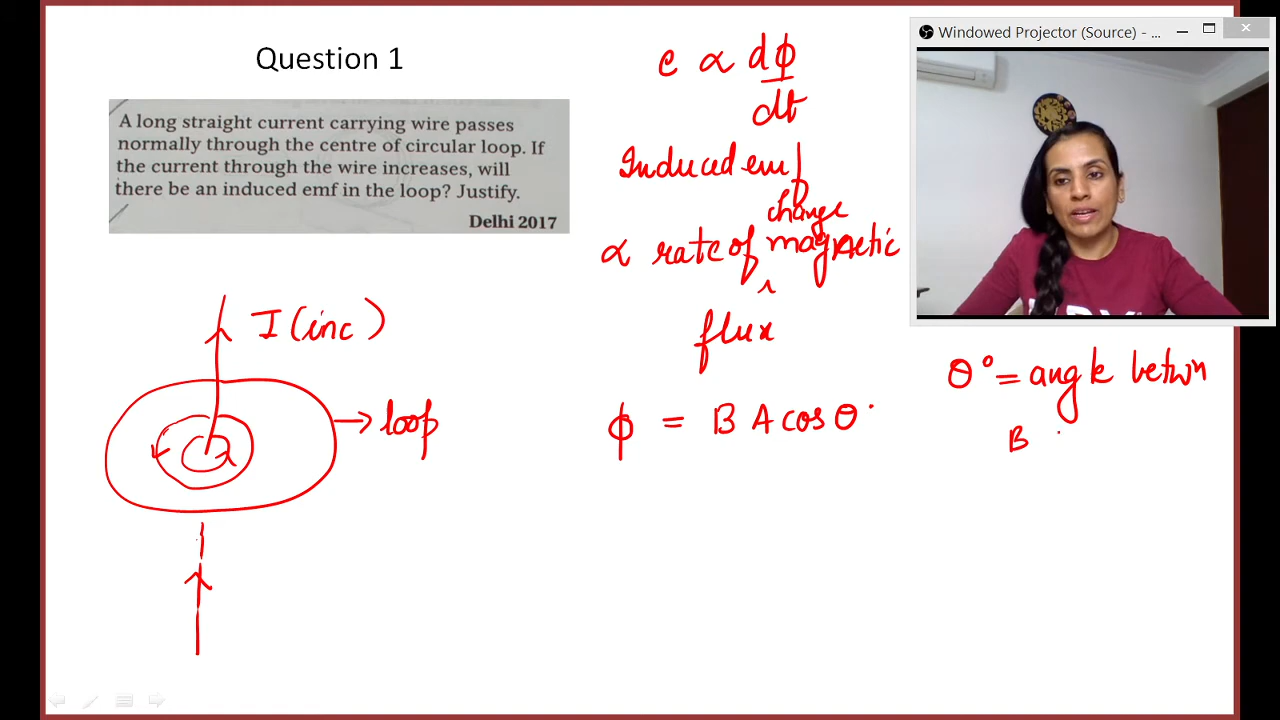 Question 1
A long straight current carrying wire passes
normally through the centre of circular loop. If
the current through the wire increases, will
there be an induced emf in the loop? Justify.
Delhi 2017
I (inc)
loop
e ∝ dϕ
dt
Induced emf
change
∝ rate of magnetic
flux
ϕ = B A cos θ
Windowed Projector (Source) - ...
θ° = angle betwn
B